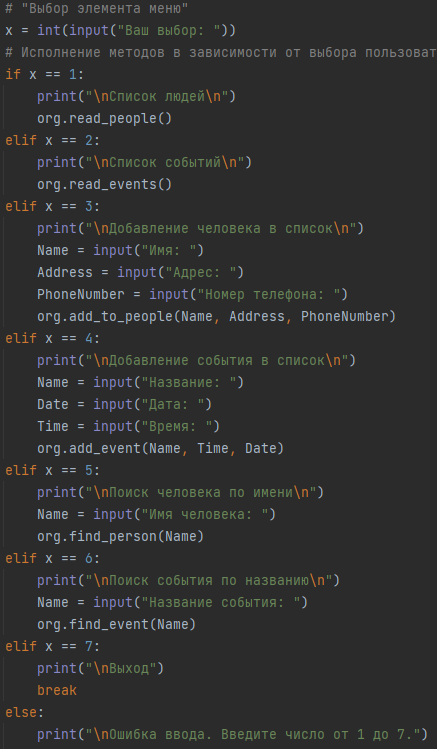 # "Выбор элемента меню"
x = int(input("Ваш выбор: "))
# Исполнение методов в зависимости от выбора пользоват
if x == 1:
    print("\nСписок людей\n")
    org.read_people()
elif x == 2:
    print("\nСписок событий\n")
    org.read_events()
elif x == 3:
    print("\nДобавление человека в список\n")
    Name = input("Имя: ")
    Address = input("Адрес: ")
    PhoneNumber = input("Номер телефона: ")
    org.add_to_people(Name, Address, PhoneNumber)
elif x == 4:
    print("\nДобавление события в список\n")
    Name = input("Название: ")
    Date = input("Дата: ")
    Time = input("Время: ")
    org.add_event(Name, Time, Date)
elif x == 5:
    print("\nПоиск человека по имени\n")
    Name = input("Имя человека: ")
    org.find_person(Name)
elif x == 6:
    print("\nПоиск события по названию\n")
    Name = input("Название события: ")
    org.find_event(Name)
elif x == 7:
    print("\nВыход")
    break
else:
    print("\nОшибка ввода. Введите число от 1 до 7.")